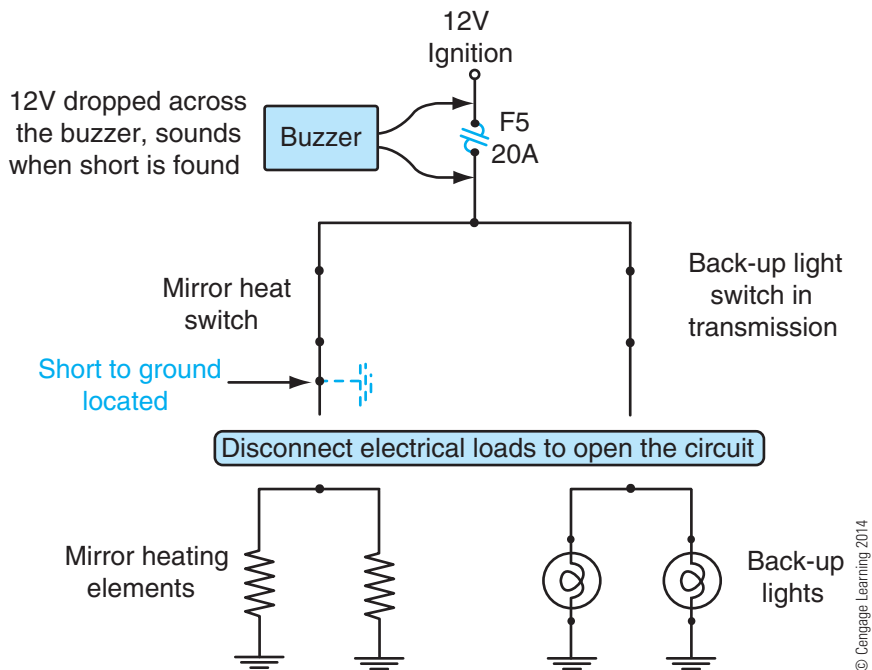 12V
Ignition
12V dropped across
the buzzer, sounds
when short is found
Buzzer
F5
20A
Mirror heat
switch
Back-up light
switch in
transmission
Short to ground
located
Disconnect electrical loads to open the circuit
Mirror heating
elements
Back-up
lights
© Cengage Learning 2014